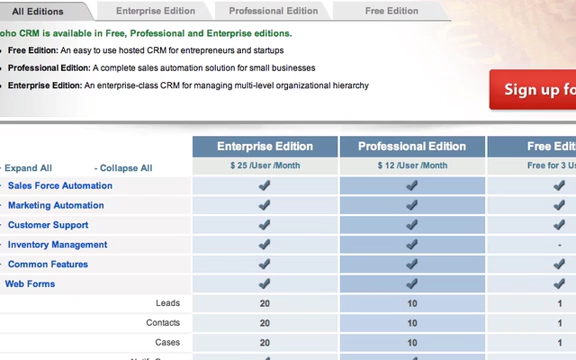 All Editions Enterprise Edition Professional Edition Free Edition
oho CRM is available in Free, Professional and Enterprise editions.
Free Edition: An easy to use hosted CRM for entrepreneurs and startups
Professional Edition: A complete sales automation solution for small businesses
Enterprise Edition: An enterprise-class CRM for managing multi-level organizational hierarchy
Sign up fo
Enterprise Edition Professional Edition Free Editi
Expand All - Collapse All $ 25 /User /Month $ 12 /User /Month Free for 3 Us
Sales Force Automation ✔ ✔ ✔
Marketing Automation ✔ ✔ ✔
Customer Support ✔ ✔ ✔
Inventory Management ✔ ✔ -
Common Features ✔ ✔ ✔
Web Forms ✔ ✔ ✔
Leads 20 10 1
Contacts 20 10 1
Cases 20 10 1